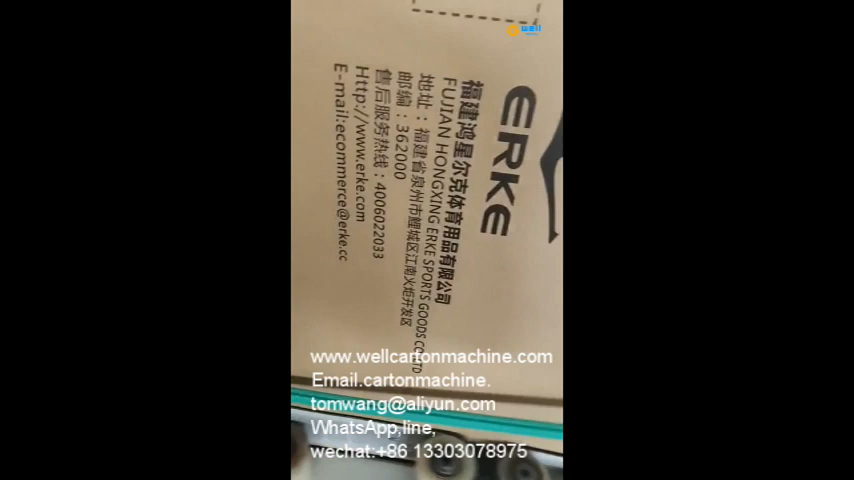 well
ERKE
福建鸿星尔克体育用品有限公司
FUJIAN HONGXING ERKE SPORTS GOODS CO.,LTD
地址：福建省泉州市鲤城区江南火炬开发区
邮编：362000
售后服务热线：4006022033
Http://www.erke.com
E-mail:ecommerce@erke.cc
www.wellcartonmachine.com
Email.cartonmachine.
tomwang@aliyun.com
WhatsApp,line,
wechat:+86 13303078975